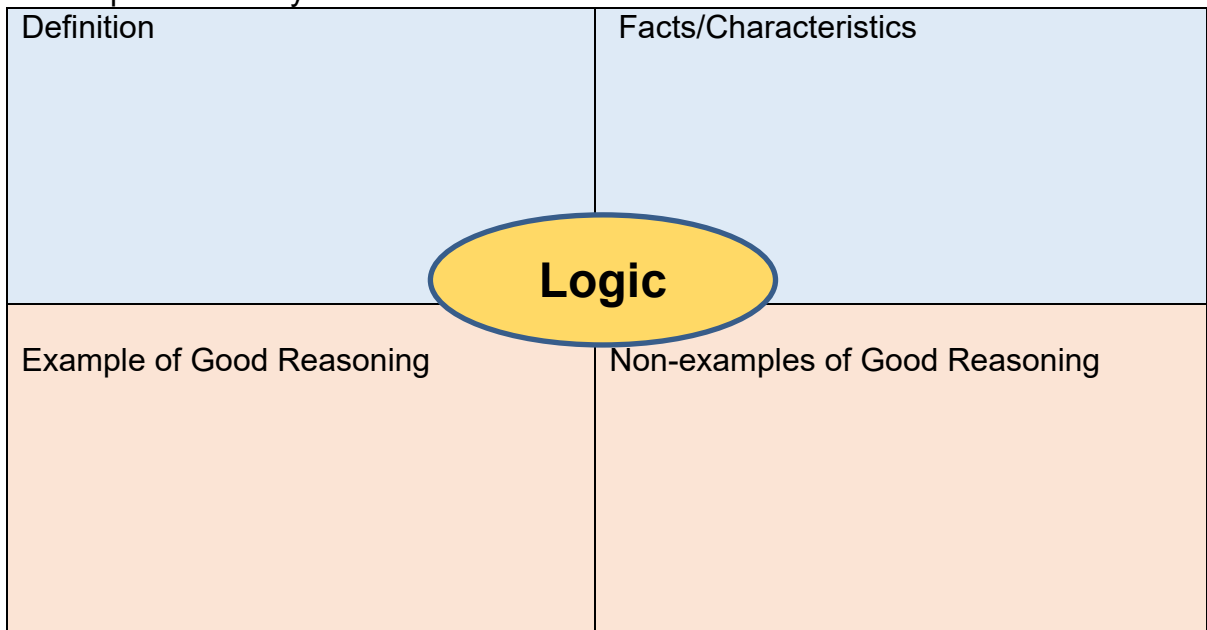 Definition
Facts/Characteristics
Logic
Example of Good Reasoning
Non-examples of Good Reasoning